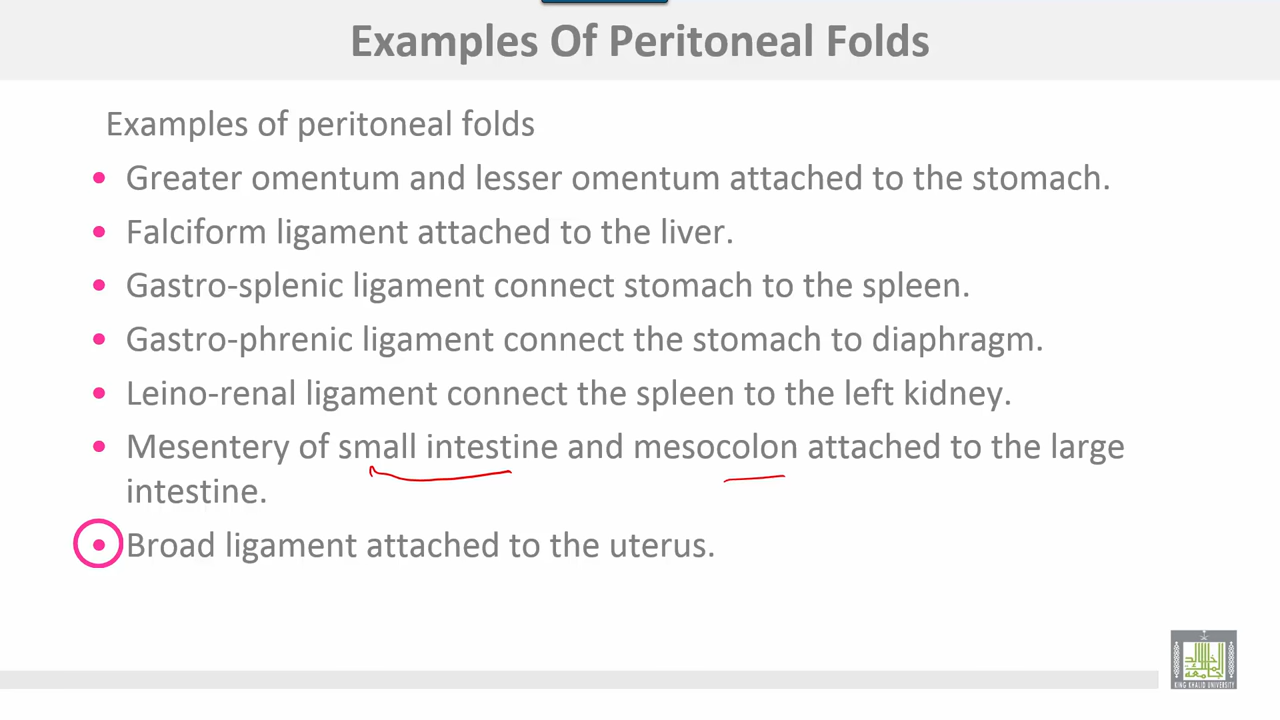 Examples Of Peritoneal Folds
Examples of peritoneal folds
• Greater omentum and lesser omentum attached to the stomach.
• Falciform ligament attached to the liver.
• Gastro-splenic ligament connect stomach to the spleen.
• Gastro-phrenic ligament connect the stomach to diaphragm.
• Leino-renal ligament connect the spleen to the left kidney.
• Mesentery of small intestine and mesocolon attached to the large
intestine.
• Broad ligament attached to the uterus.
KING KHALID UNIVERSITY